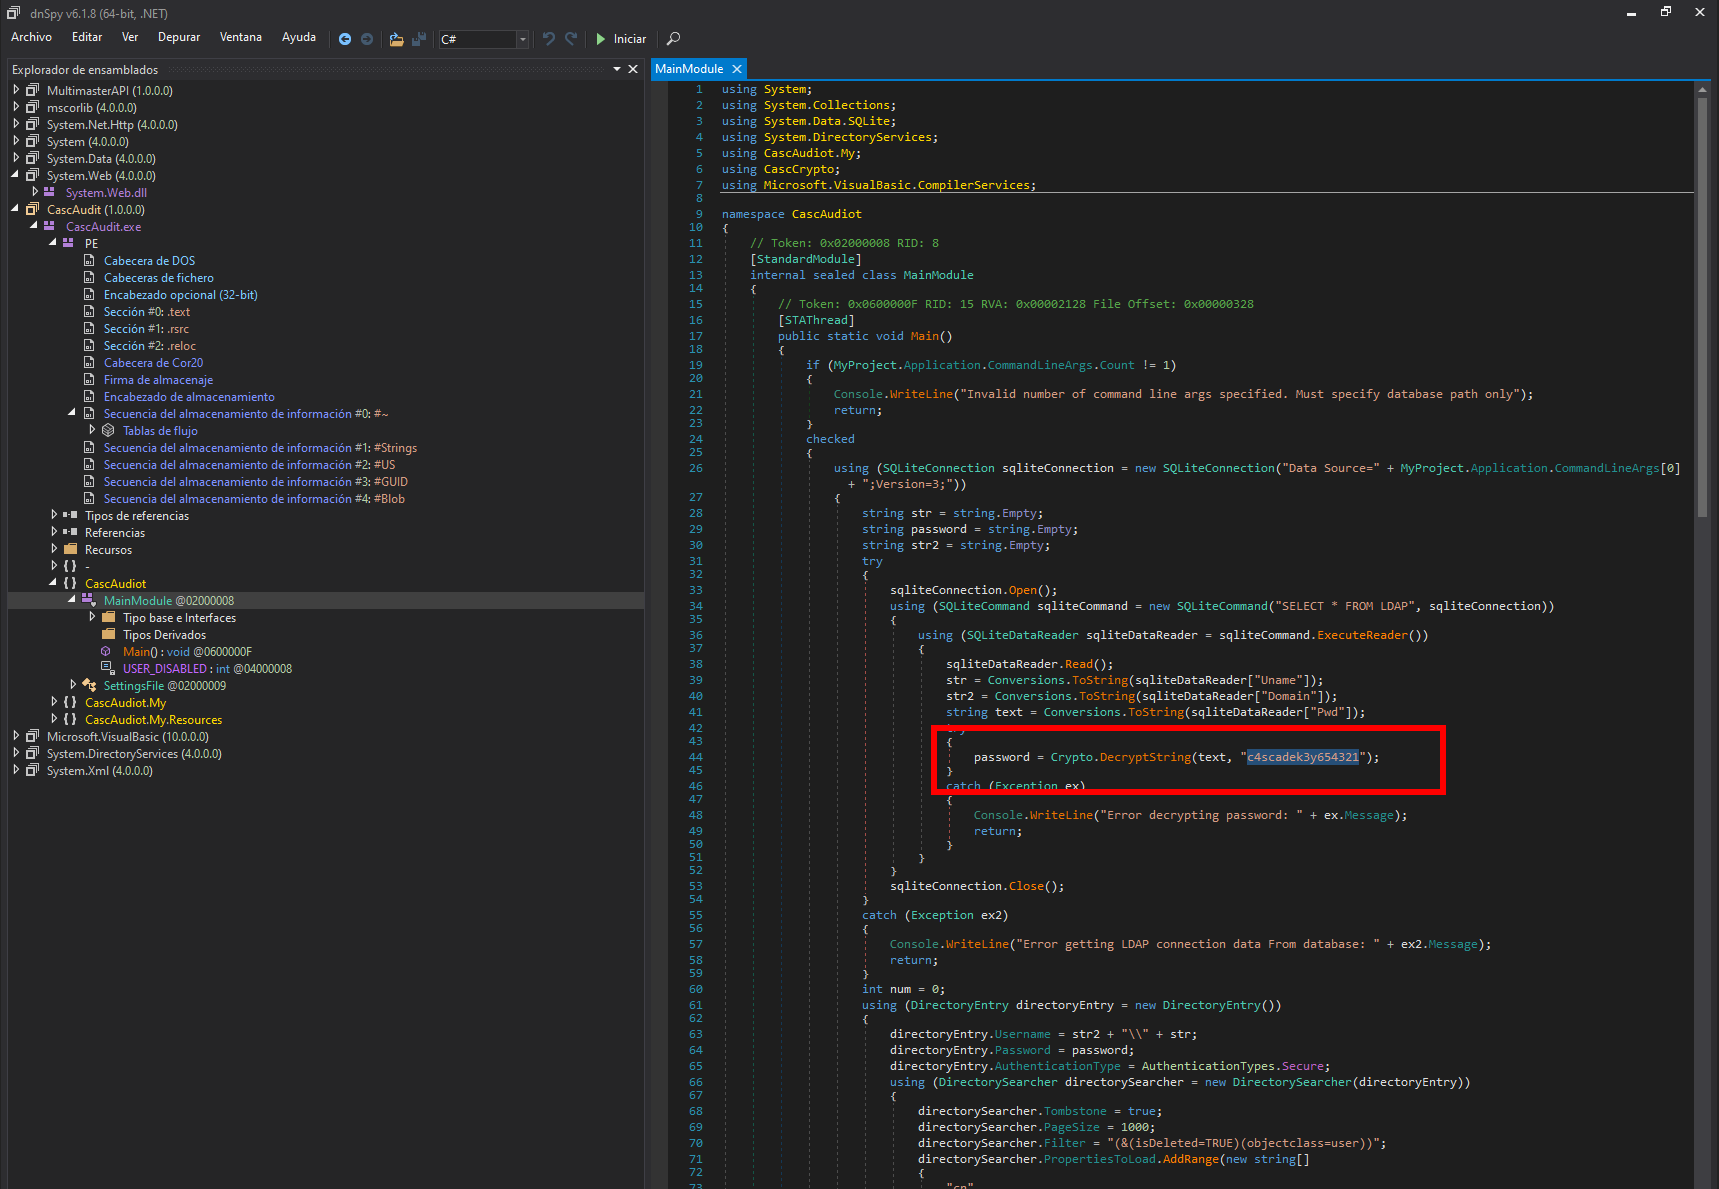 dnSpy v6.1.8 (64-bit, .NET)
Archivo Editar Ver Depurar Ventana Ayuda C# Iniciar
Explorador de ensamblados
MultimasterAPI (1.0.0.0)
mscorlib (4.0.0.0)
System.Net.Http (4.0.0.0)
System (4.0.0.0)
System.Data (4.0.0.0)
System.Web (4.0.0.0)
System.Web.dll
CascAudit (1.0.0.0)
CascAudit.exe
PE
Cabecera de DOS
Cabeceras de fichero
Encabezado opcional (32-bit)
Sección #0: .text
Sección #1: .rsrc
Sección #2: .reloc
Cabecera de Cor20
Firma de almacenaje
Encabezado de almacenamiento
Secuencia del almacenamiento de información #0: #~
Tablas de flujo
Secuencia del almacenamiento de información #1: #Strings
Secuencia del almacenamiento de información #2: #US
Secuencia del almacenamiento de información #3: #GUID
Secuencia del almacenamiento de información #4: #Blob
Tipos de referencias
Referencias
Recursos
{ } -
{ } CascAudiot
MainModule @02000008
Tipo base e Interfaces
Tipos Derivados
Main() : void @0600000F
USER_DISABLED : int @04000008
SettingsFile @02000009
{ } CascAudiot.My
{ } CascAudiot.My.Resources
Microsoft.VisualBasic (10.0.0.0)
System.DirectoryServices (4.0.0.0)
System.Xml (4.0.0.0)
MainModule
1 using System;
2 using System.Collections;
3 using System.Data.SQLite;
4 using System.DirectoryServices;
5 using CascAudiot.My;
6 using CascCrypto;
7 using Microsoft.VisualBasic.CompilerServices;
8
9 namespace CascAudiot
10 {
11 // Token: 0x02000008 RID: 8
12 [StandardModule]
13 internal sealed class MainModule
14 {
15 // Token: 0x0600000F RID: 15 RVA: 0x00002128 File Offset: 0x00000328
16 [STAThread]
17 public static void Main()
18 {
19 if (MyProject.Application.CommandLineArgs.Count != 1)
20 {
21 Console.WriteLine("Invalid number of command line args specified. Must specify database path only");
22 return;
23 }
24 checked
25 {
26 using (SQLiteConnection sqliteConnection = new SQLiteConnection("Data Source=" + MyProject.Application.CommandLineArgs[0]
+ ";Version=3;"))
27 {
28 string str = string.Empty;
29 string password = string.Empty;
30 string str2 = string.Empty;
31 try
32 {
33 sqliteConnection.Open();
34 using (SQLiteCommand sqliteCommand = new SQLiteCommand("SELECT * FROM LDAP", sqliteConnection))
35 {
36 using (SQLiteDataReader sqliteDataReader = sqliteCommand.ExecuteReader())
37 {
38 sqliteDataReader.Read();
39 str = Conversions.ToString(sqliteDataReader["Uname"]);
40 str2 = Conversions.ToString(sqliteDataReader["Domain"]);
41 string text = Conversions.ToString(sqliteDataReader["Pwd"]);
42 try
43 {
44 password = Crypto.DecryptString(text, "c4scadek3y654321");
45 }
46 catch (Exception ex)
47 {
48 Console.WriteLine("Error decrypting password: " + ex.Message);
49 return;
50 }
51 }
52 }
53 sqliteConnection.Close();
54 }
55 catch (Exception ex2)
56 {
57 Console.WriteLine("Error getting LDAP connection data From database: " + ex2.Message);
58 return;
59 }
60 int num = 0;
61 using (DirectoryEntry directoryEntry = new DirectoryEntry())
62 {
63 directoryEntry.Username = str2 + "\\" + str;
64 directoryEntry.Password = password;
65 directoryEntry.AuthenticationType = AuthenticationTypes.Secure;
66 using (DirectorySearcher directorySearcher = new DirectorySearcher(directoryEntry))
67 {
68 directorySearcher.Tombstone = true;
69 directorySearcher.PageSize = 1000;
70 directorySearcher.Filter = "(&(isDeleted=TRUE)(objectclass=user))";
71 directorySearcher.PropertiesToLoad.AddRange(new string[]
72 {
73 "cn"